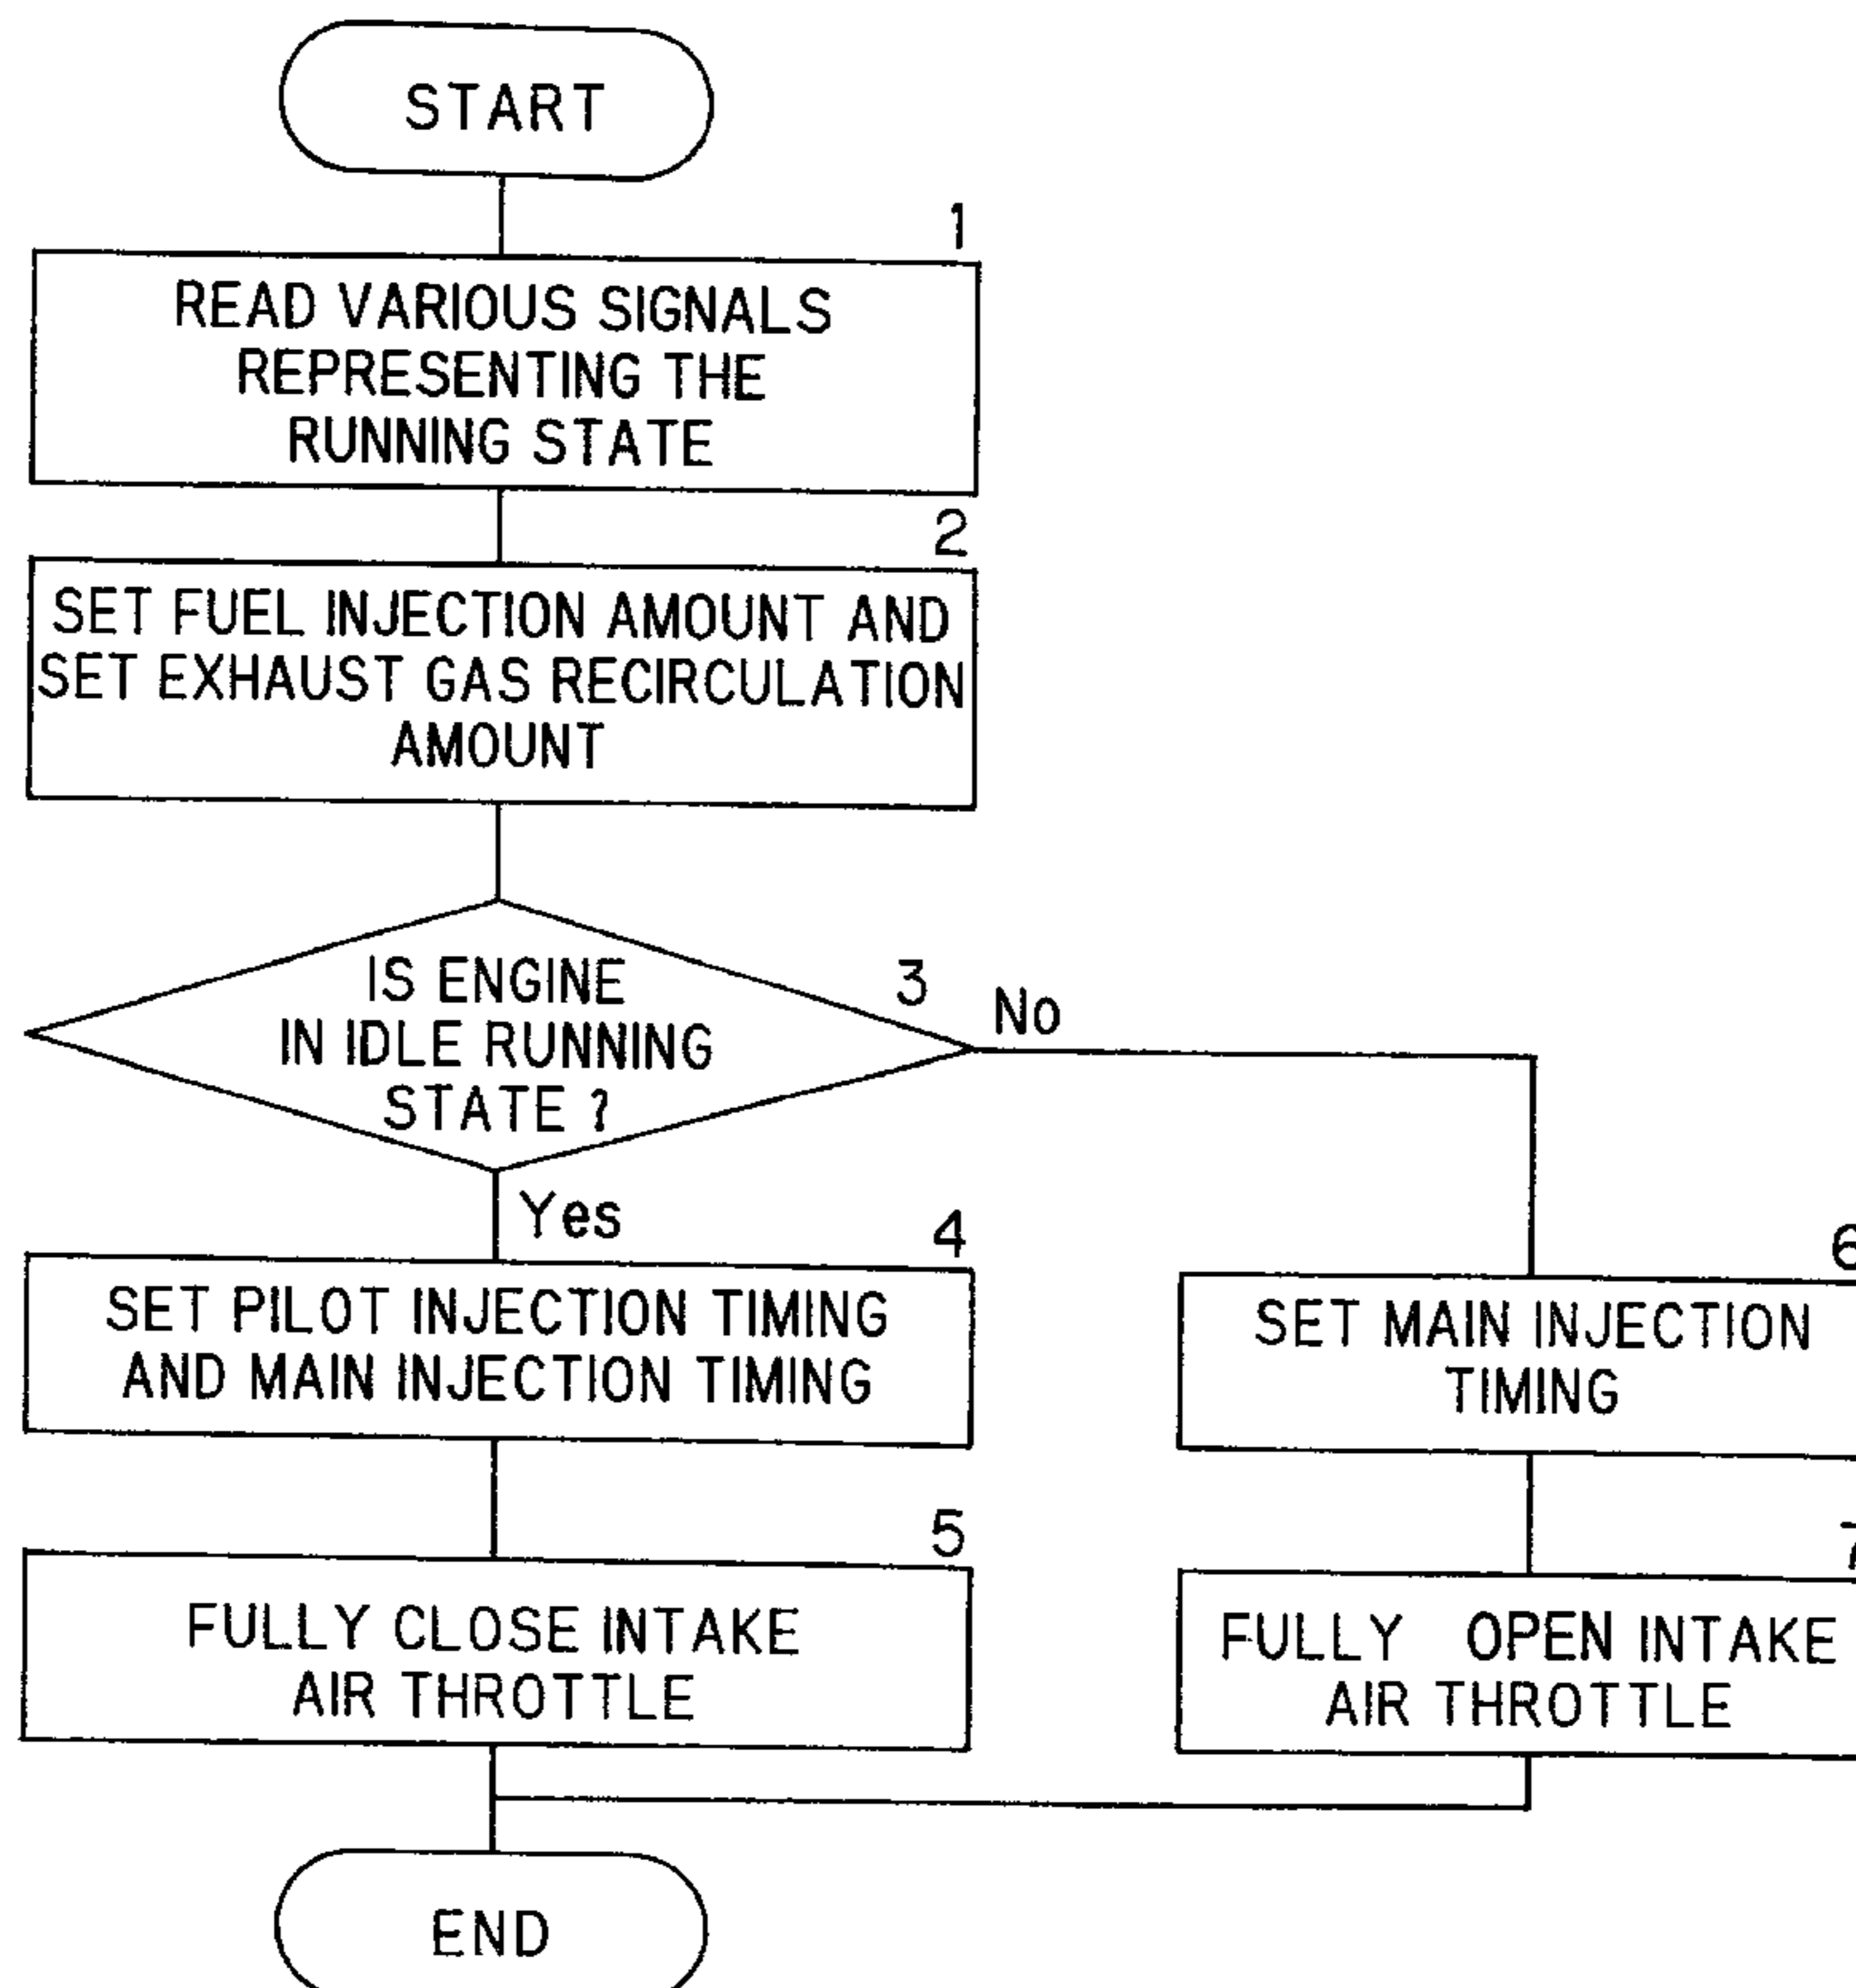 START
1
READ VARIOUS SIGNALS
REPRESENTING THE
RUNNING STATE
2
SET FUEL INJECTION AMOUNT AND
SET EXHAUST GAS RECIRCULATION
AMOUNT
3
IS ENGINE
IN IDLE RUNNING
STATE ?
No
Yes
4
SET PILOT INJECTION TIMING
AND MAIN INJECTION TIMING
5
FULLY CLOSE INTAKE
AIR THROTTLE
6
SET MAIN INJECTION
TIMING
7
FULLY OPEN INTAKE
AIR THROTTLE
END